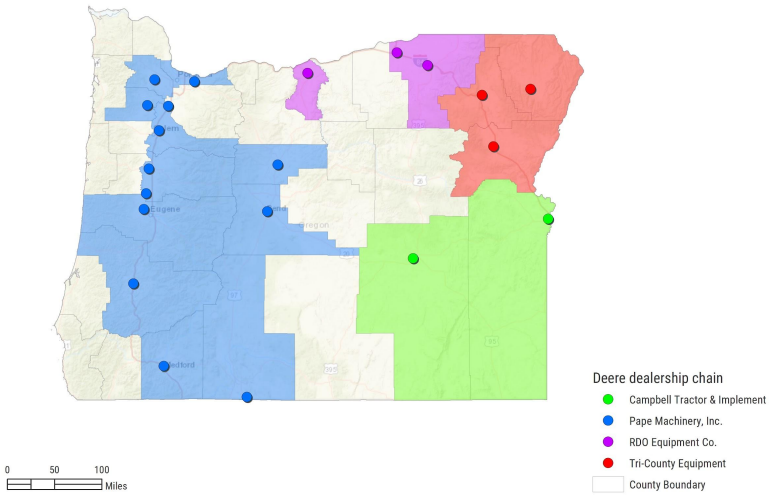 Eugene
Oregon
Medford
Deere dealership chain
Campbell Tractor & Implement
Pape Machinery, Inc.
RDO Equipment Co.
Tri-County Equipment
County Boundary
0 50 100
Miles